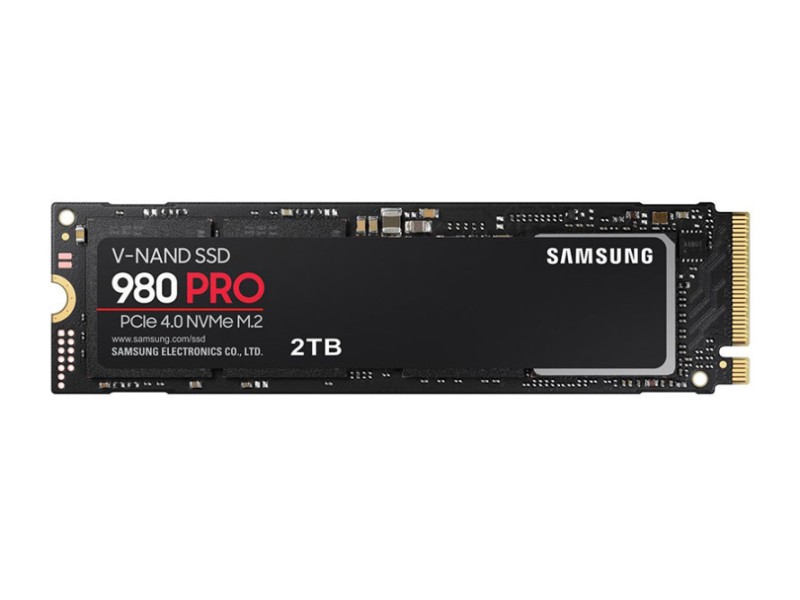 V-NAND SSD
980 PRO
PCIe 4.0 NVMe M.2
www.samsung.com/ssd
SAMSUNG ELECTRONICS CO., LTD.
2TB
SAMSUNG